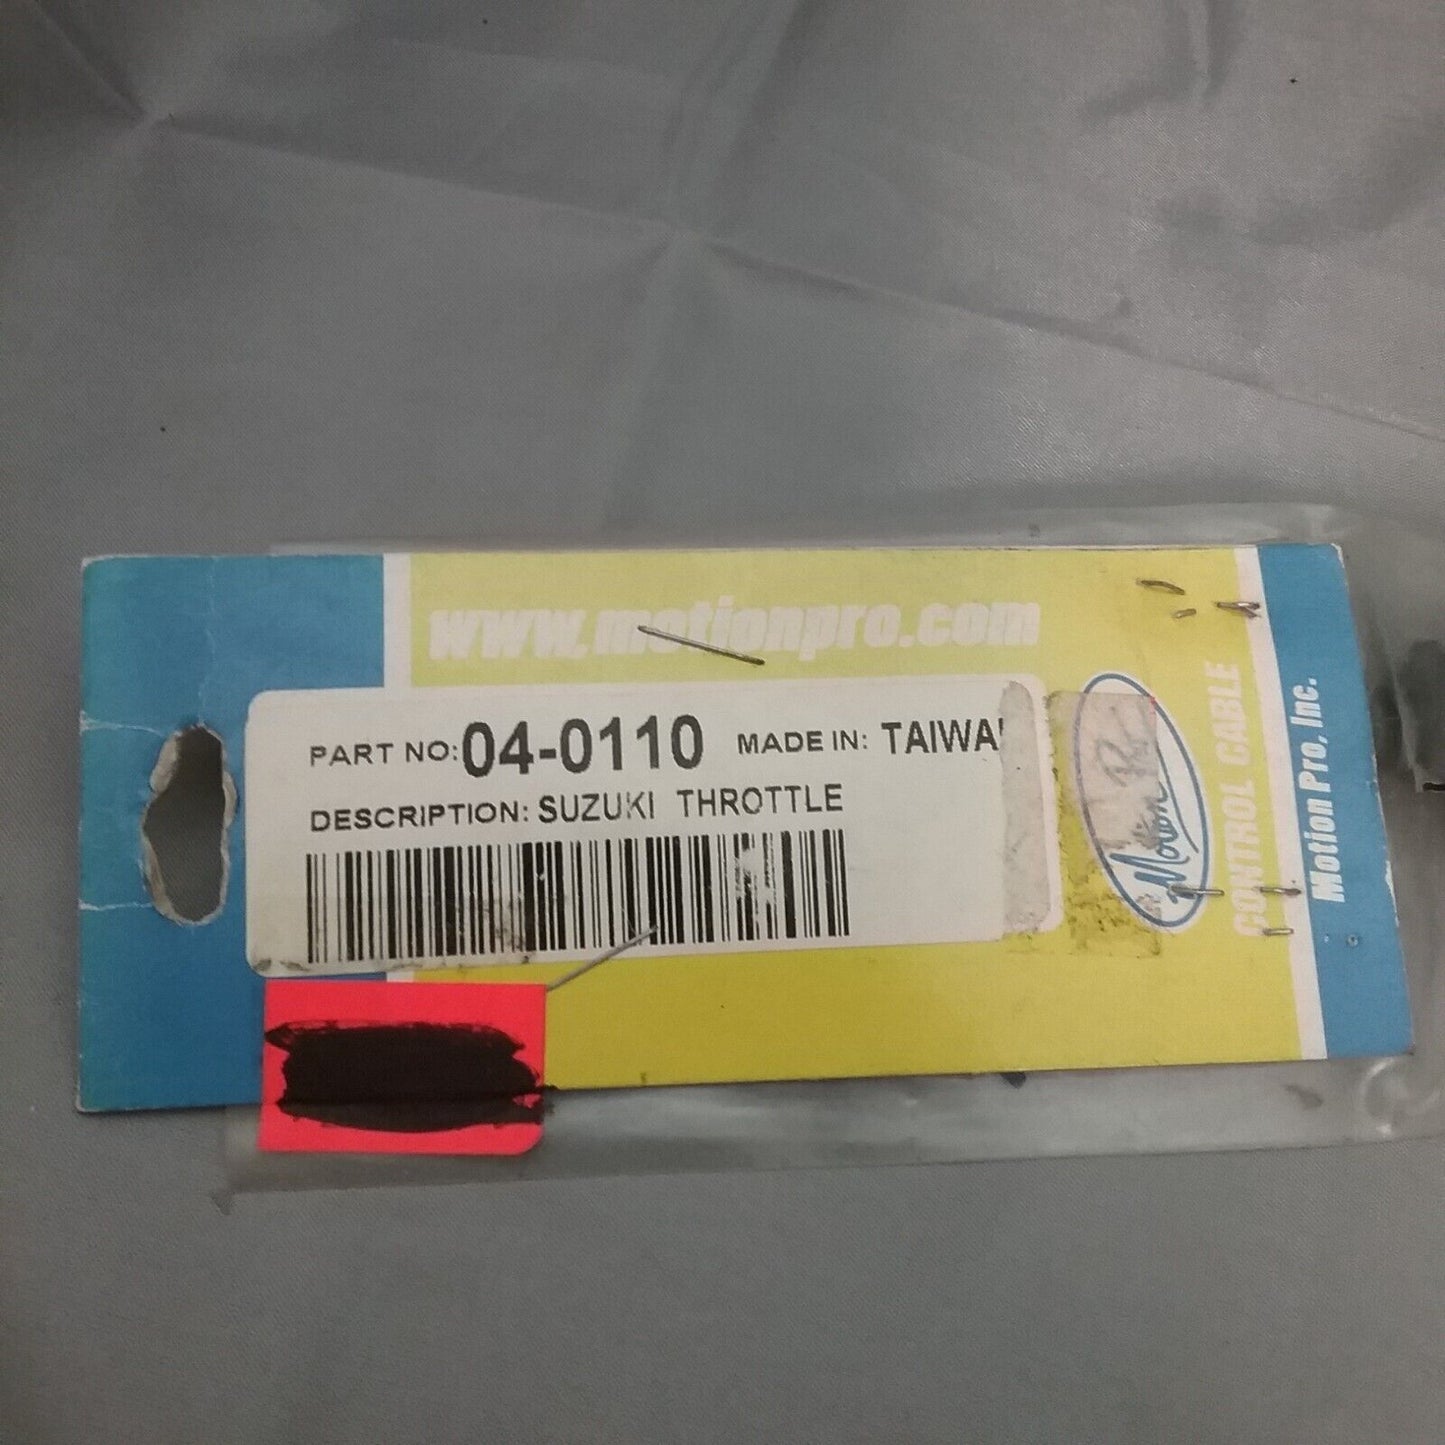 www.motionpro.com
PART NO: 04-0110 MADE IN: TAIWA
DESCRIPTION: SUZUKI THROTTLE
Motion Pro
CONTROL CABLE
Motion Pro, Inc.